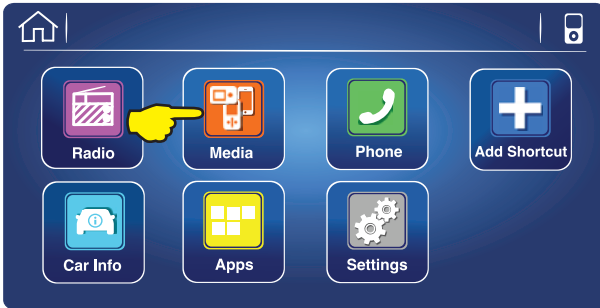 Radio
Media
Phone
Add Shortcut
Car Info
Apps
Settings